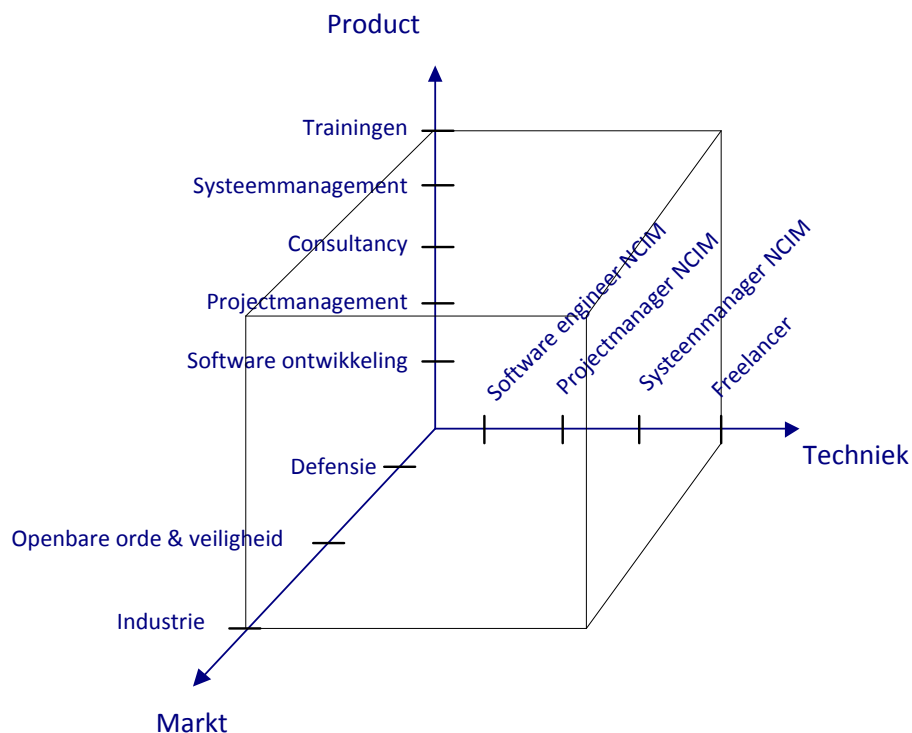 Product
Trainingen
Systeemmanagement
Consultancy
Projectmanagement
Software ontwikkeling
Software engineer NCIM
Projectmanager NCIM
Systeemmanager NCIM
Freelancer
Techniek
Defensie
Openbare orde & veiligheid
Industrie
Markt